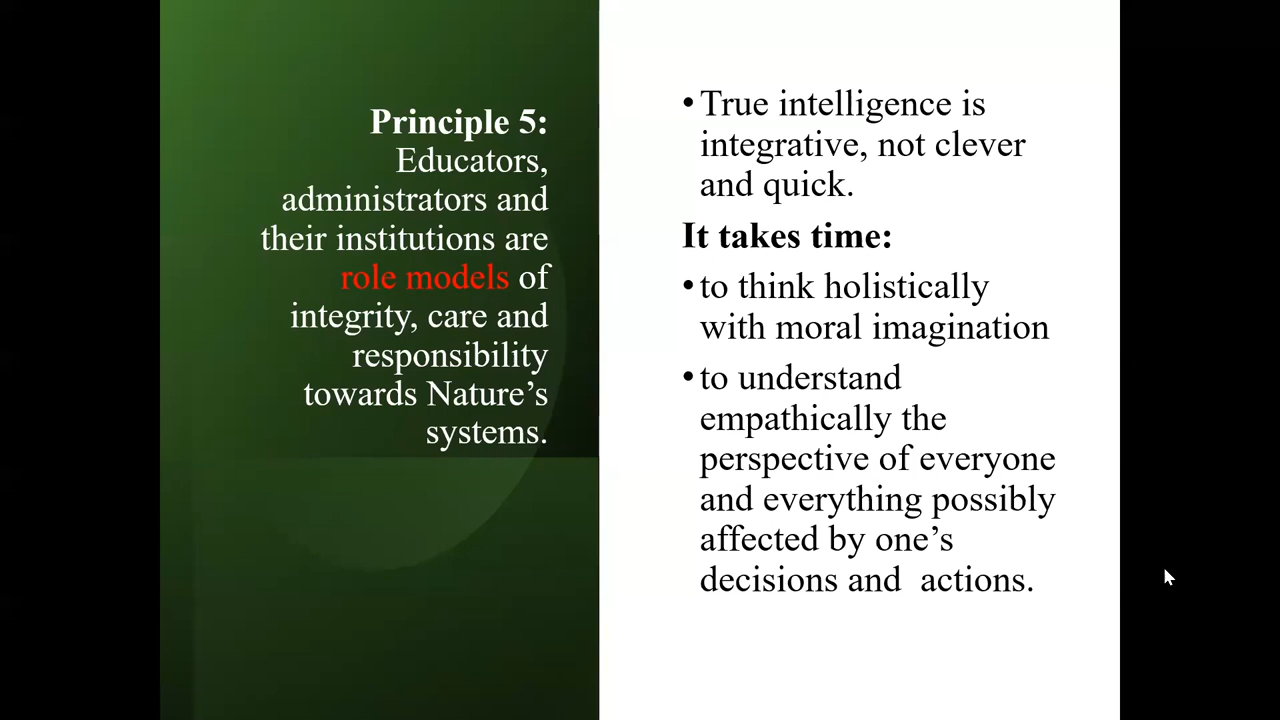 Principle 5:
Educators,
administrators and
their institutions are
role models of
integrity, care and
responsibility
towards Nature’s
systems.
• True intelligence is
integrative, not clever
and quick.
It takes time:
• to think holistically
with moral imagination
• to understand
empathically the
perspective of everyone
and everything possibly
affected by one’s
decisions and  actions.